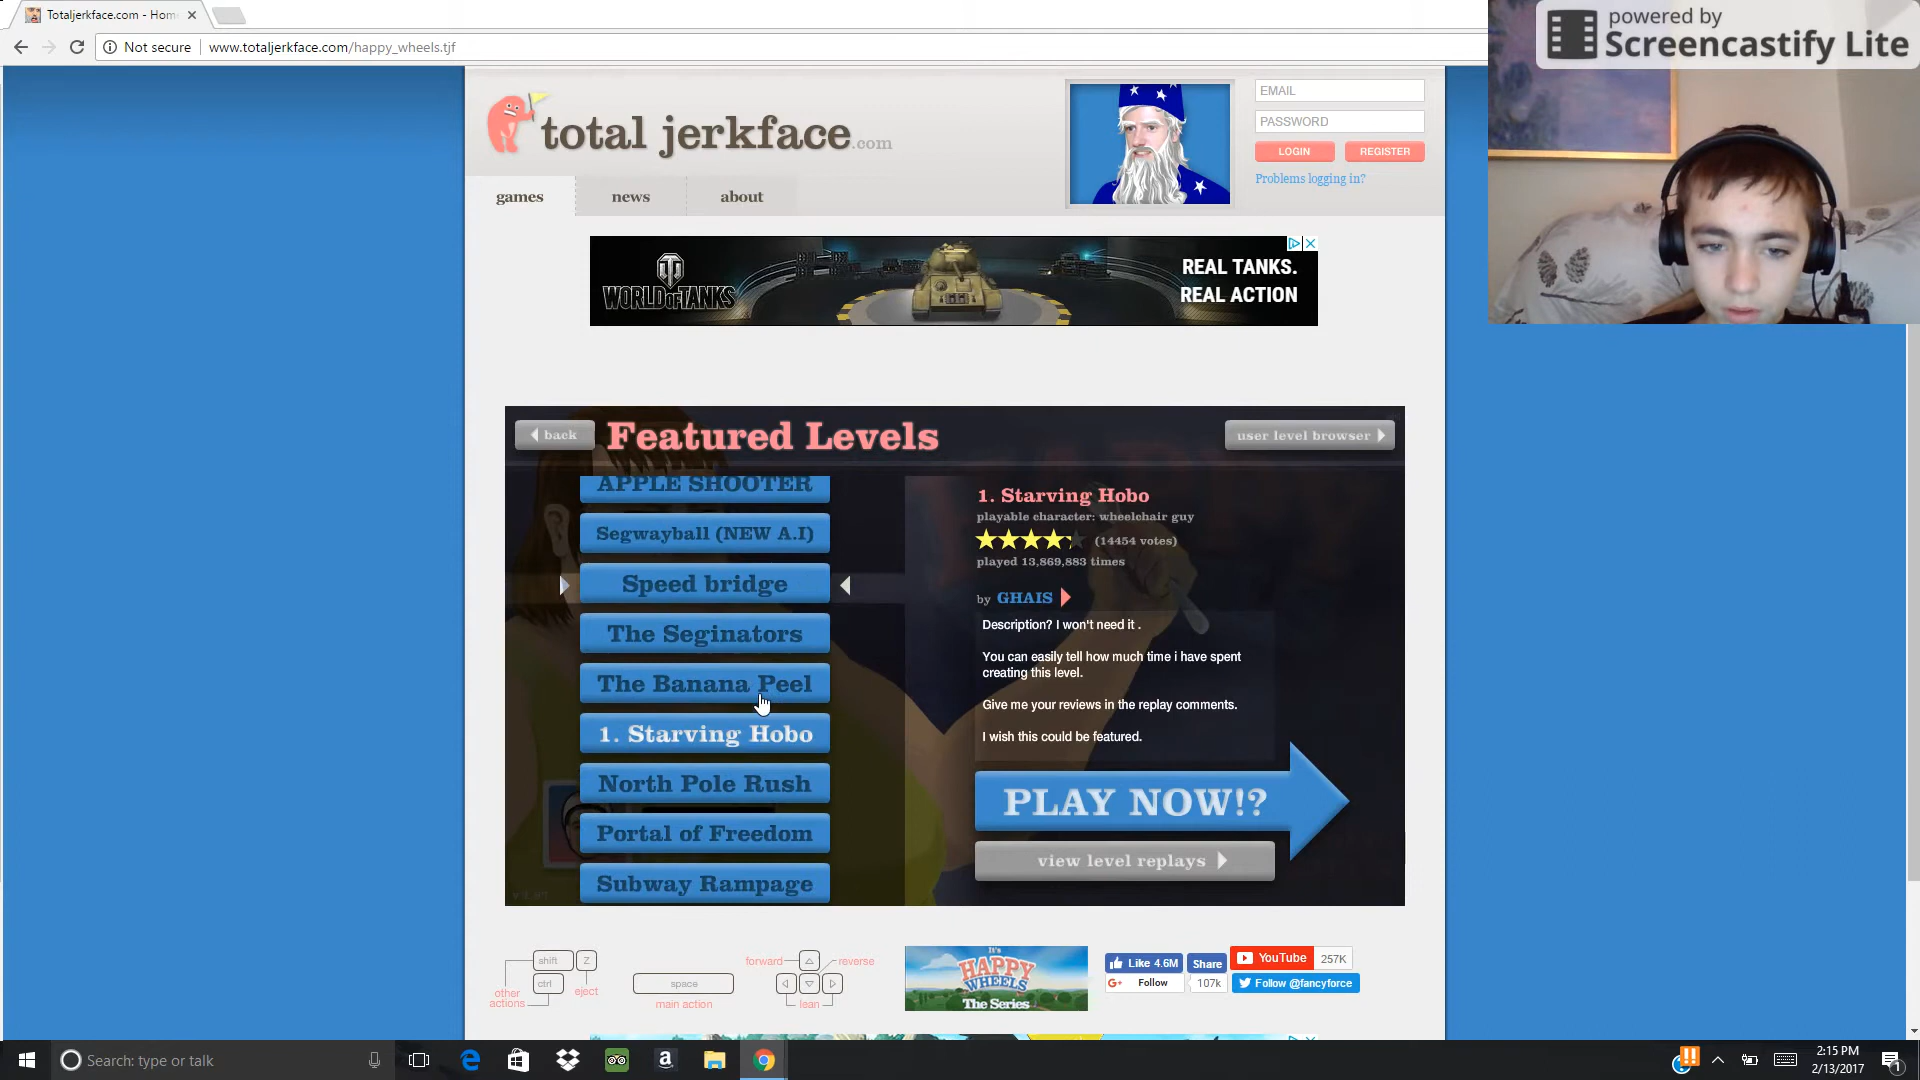 Totaljerkface.com - Hom
Not secure
www.totaljerkface.com/happy_wheels.tjf
powered by
Screencastify Lite
total jerkface.com
EMAIL
PASSWORD
LOGIN
REGISTER
Problems logging in?
games
news
about
WORLD OF TANKS
REAL TANKS.
REAL ACTION
back
Featured Levels
user level browser
APPLE SHOOTER
Segwayball (NEW A.I)
Speed bridge
The Seginators
The Banana Peel
1. Starving Hobo
North Pole Rush
Portal of Freedom
Subway Rampage
1. Starving Hobo
playable character: wheelchair guy
(14454 votes)
played 13,869,883 times
by GHAIS
Description? I won't need it .
You can easily tell how much time i have spent
creating this level.
Give me your reviews in the replay comments.
I wish this could be featured.
PLAY NOW!?
view level replays
shift
Z
ctrl
other
actions
eject
space
main action
forward
reverse
lean
It's
HAPPY
WHEELS
The Series
Like 4.6M
Share
YouTube
257K
G+ Follow
107k
Follow @fancyforce
Search: type or talk
2:15 PM
2/13/2017
1